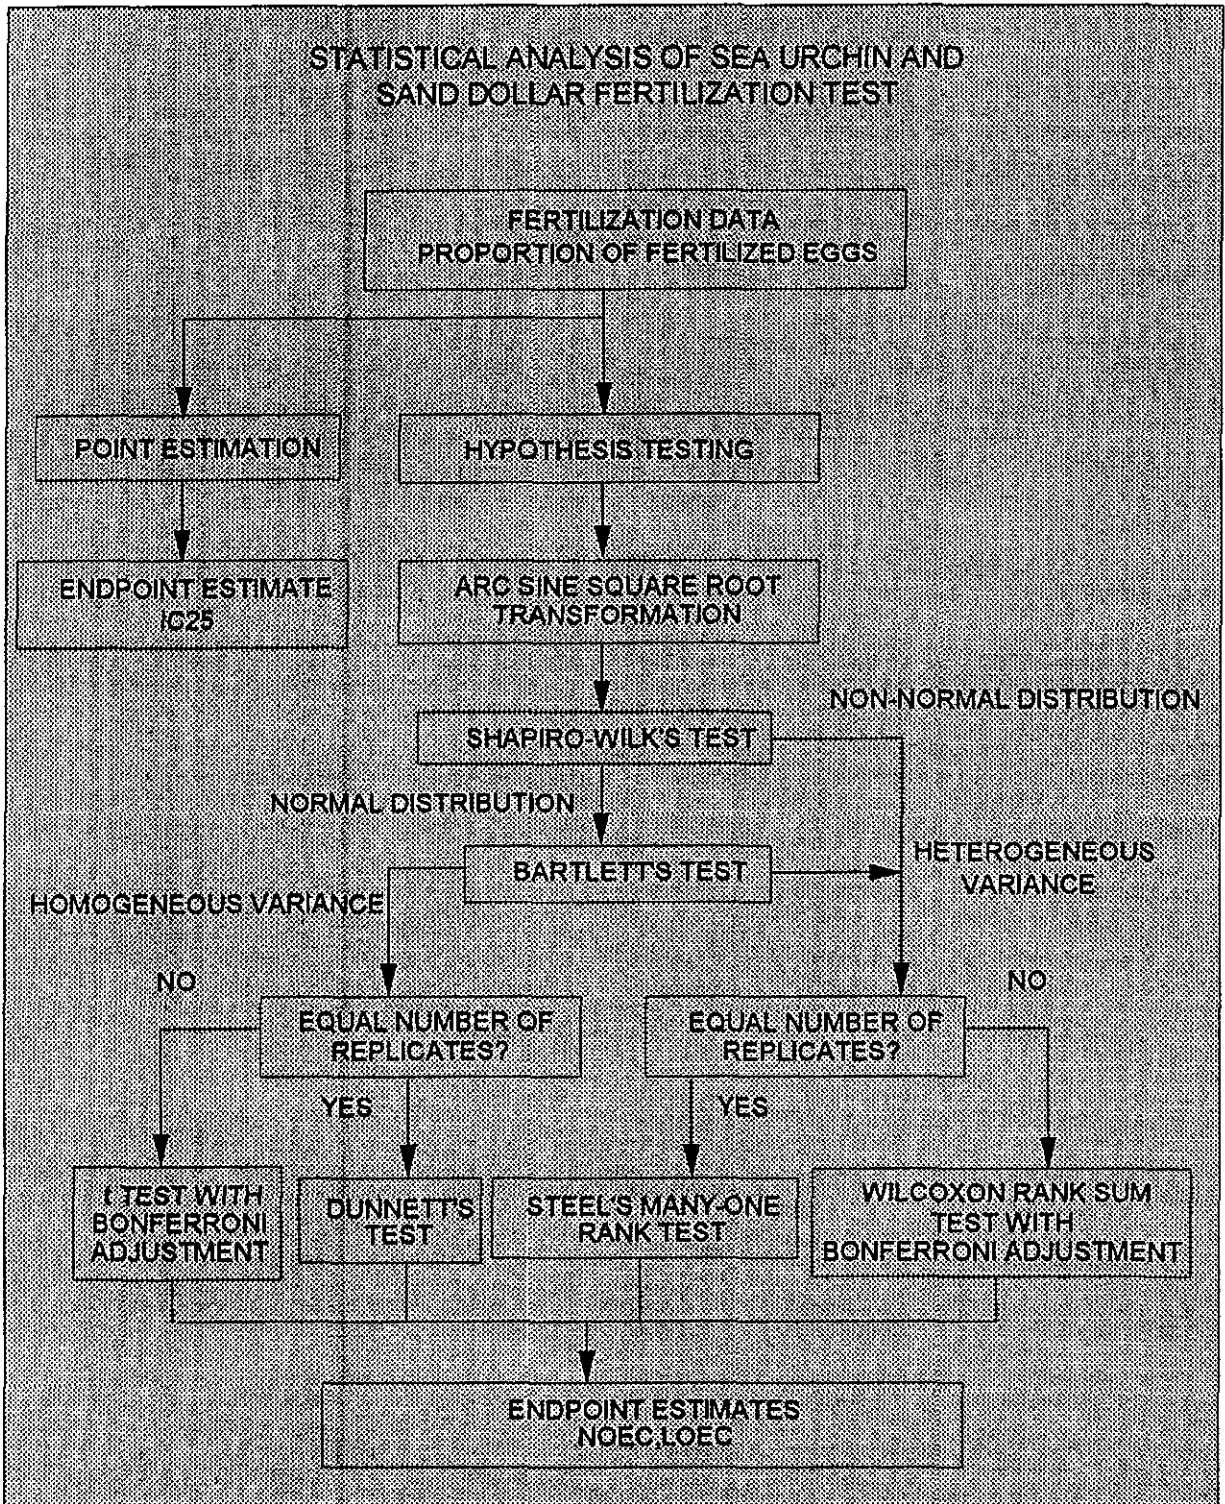 STATISTICAL ANALYSIS OF SEA URCHIN AND
SAND DOLLAR FERTILIZATION TEST
FERTILIZATION DATA
PROPORTION OF FERTILIZED EGGS
POINT ESTIMATION
HYPOTHESIS TESTING
ENDPOINT ESTIMATE
IC25
ARC SINE SQUARE ROOT
TRANSFORMATION
NON-NORMAL DISTRIBUTION
SHAPIRO-WILK'S TEST
NORMAL DISTRIBUTION
BARTLETT'S TEST
HETEROGENEOUS
VARIANCE
HOMOGENEOUS VARIANCE
NO
NO
EQUAL NUMBER OF
REPLICATES?
EQUAL NUMBER OF
REPLICATES?
YES
YES
t TEST WITH
BONFERRONI
ADJUSTMENT
DUNNETT'S
TEST
STEEL'S MANY-ONE
RANK TEST
WILCOXON RANK SUM
TEST WITH
BONFERRONI ADJUSTMENT
ENDPOINT ESTIMATES
NOEC,LOEC